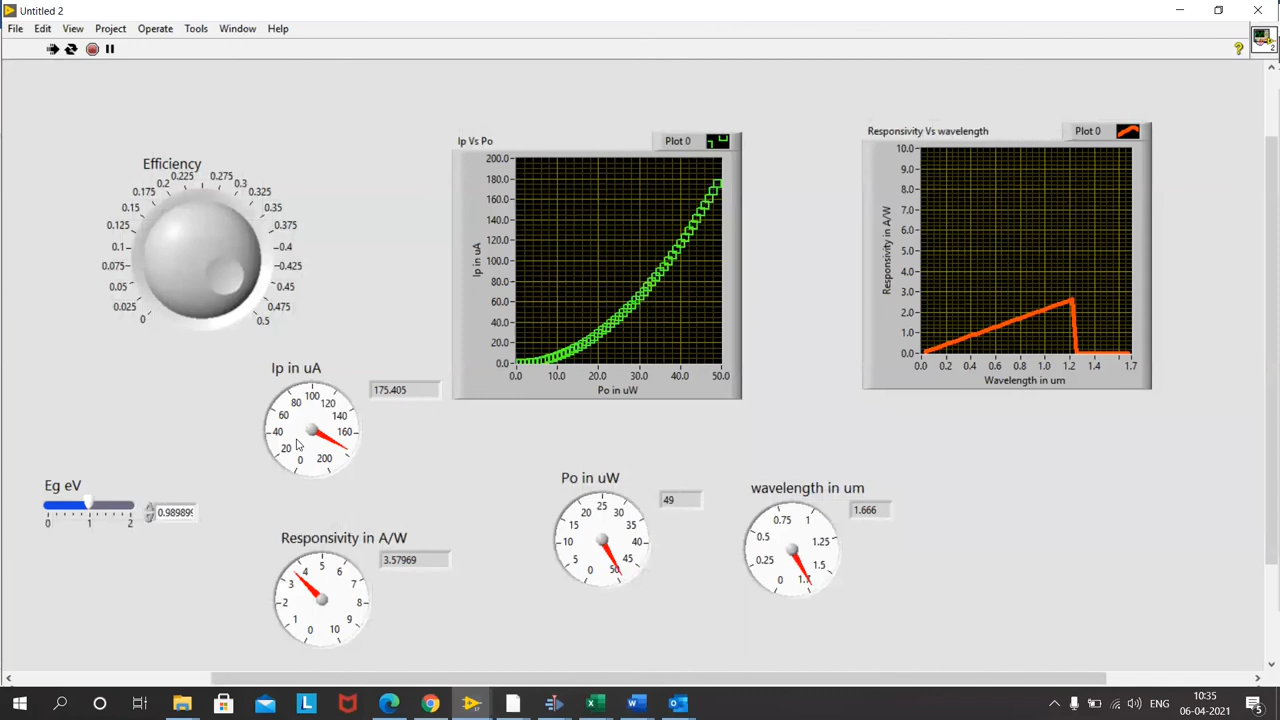 Untitled 2
File Edit View Project Operate Tools Window Help
2
Efficiency
0 0.025 0.05 0.075 0.1 0.125 0.15 0.175 0.2 0.225 0.275 0.3 0.325 0.35 0.375 0.4 0.425 0.45 0.475 0.5
Ip Vs Po
Plot 0
Ip in uA
200.0
180.0
160.0
140.0
120.0
100.0
80.0
60.0
40.0
20.0
0.0
0.0 10.0 20.0 30.0 40.0 50.0
Po in uW
Responsivity Vs wavelength
Plot 0
Responsivity in A/W
10.0
9.0
8.0
7.0
6.0
5.0
4.0
3.0
2.0
1.0
0.0
0.0 0.2 0.4 0.6 0.8 1.0 1.2 1.4 1.7
Wavelength in um
Ip in uA
0 20 40 60 80 100 120 140 160 200
175.405
Eg eV
0 1 2
0.98989
Responsivity in A/W
0 1 2 3 4 5 6 7 8 9 10
3.57969
Po in uW
0 5 10 15 20 25 30 35 40 45 50
49
wavelength in um
0 0.25 0.5 0.75 1 1.25 1.5 1.7
1.666
ENG
10:35
06-04-2021
5